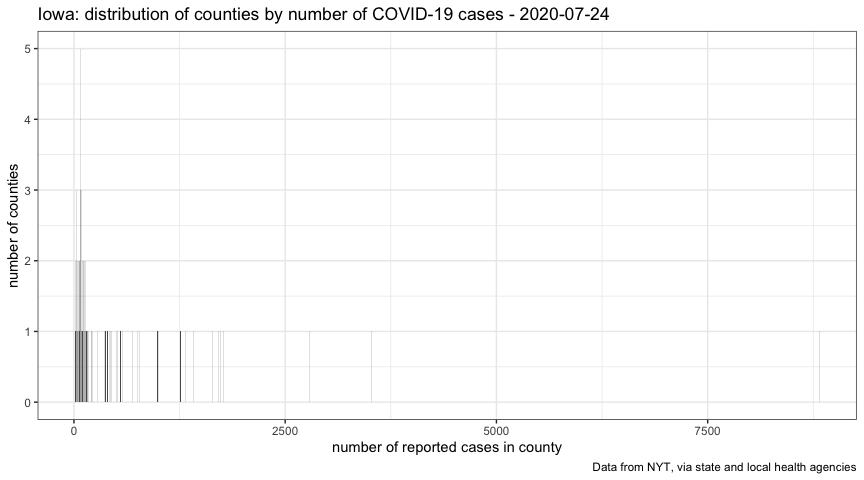 Iowa: distribution of counties by number of COVID-19 cases - 2020-07-24
5
4
3
2
1
0
number of counties
0 2500 5000 7500
number of reported cases in county
Data from NYT, via state and local health agencies